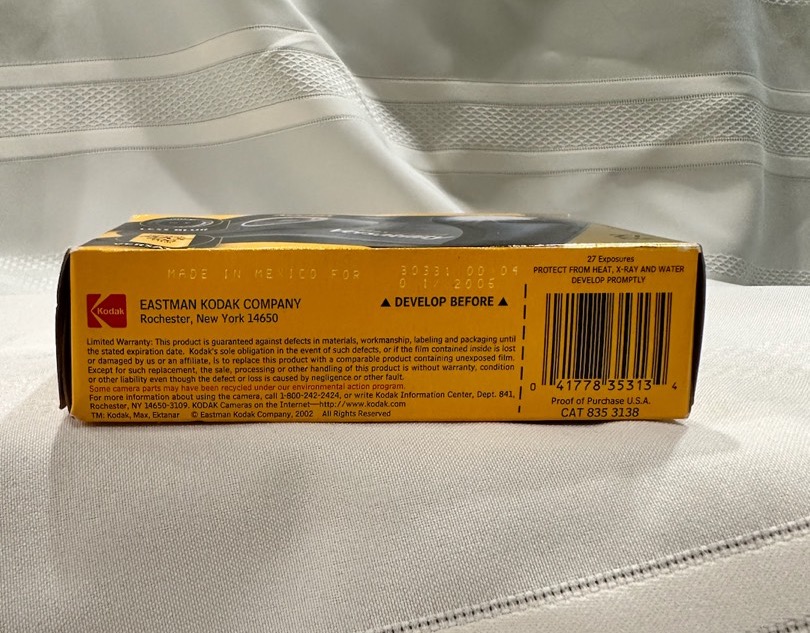 MADE IN MEXICO FOR 30331 00 04
0 1/ 2006
Kodak
EASTMAN KODAK COMPANY
Rochester, New York 14650
▲ DEVELOP BEFORE ▲
Limited Warranty: This product is guaranteed against defects in materials, workmanship, labeling and packaging until
the stated expiration date. Kodak's sole obligation in the event of such defects, or if the film contained inside is lost
or damaged by us or an affiliate, is to replace this product with a comparable product containing unexposed film.
Except for such replacement, the sale, processing or other handling of this product is without warranty, condition
or other liability even though the defect or loss is caused by negligence or other fault.
Some camera parts may have been recycled under our environmental action program.
For more information about using the camera, call 1-800-242-2424, or write Kodak Information Center, Dept. 841,
Rochester, NY 14650-3109. KODAK Cameras on the Internet—http://www.kodak.com
TM: Kodak, Max, Ektanar © Eastman Kodak Company, 2002 All Rights Reserved
27 Exposures
PROTECT FROM HEAT, X-RAY AND WATER
DEVELOP PROMPTLY
0 41778 35313 4
Proof of Purchase U.S.A.
CAT 835 3138